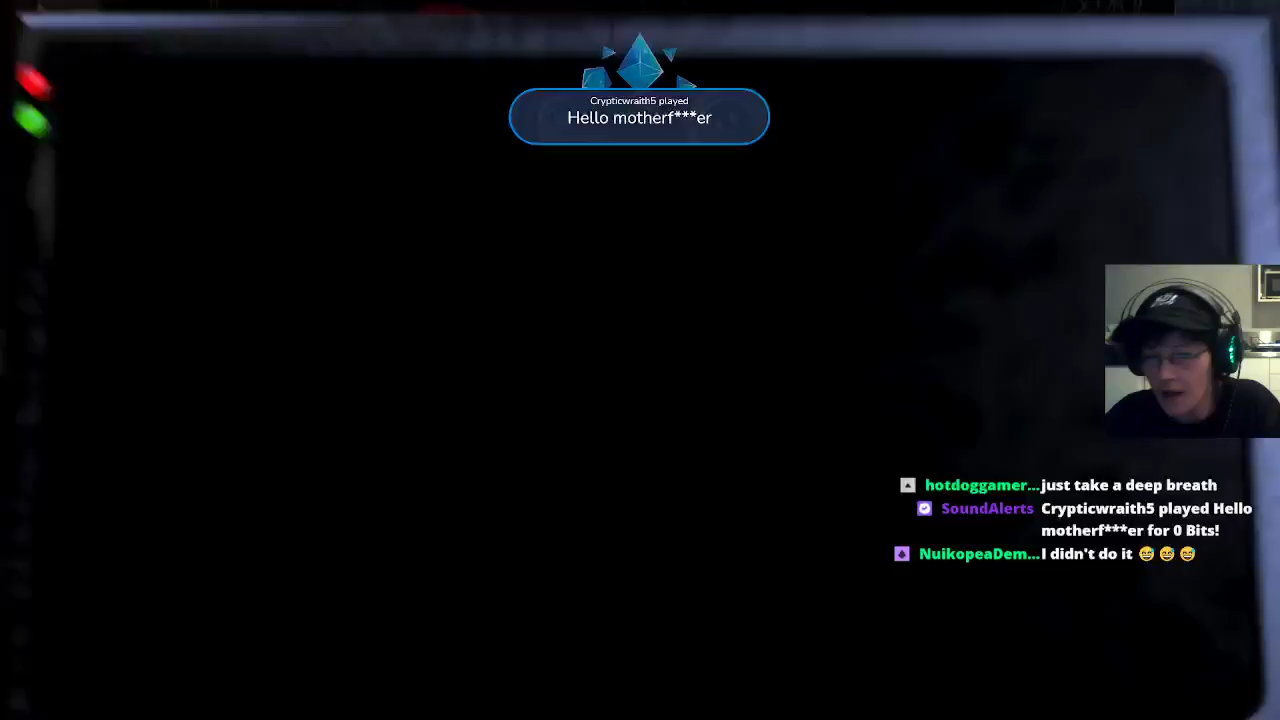 Crypticwraith5 played
Hello motherf***er
hotdoggamer... just take a deep breath
SoundAlerts Crypticwraith5 played Hello
motherf***er for 0 Bits!
NuikopeaDem... I didn't do it 😅 😅 😅